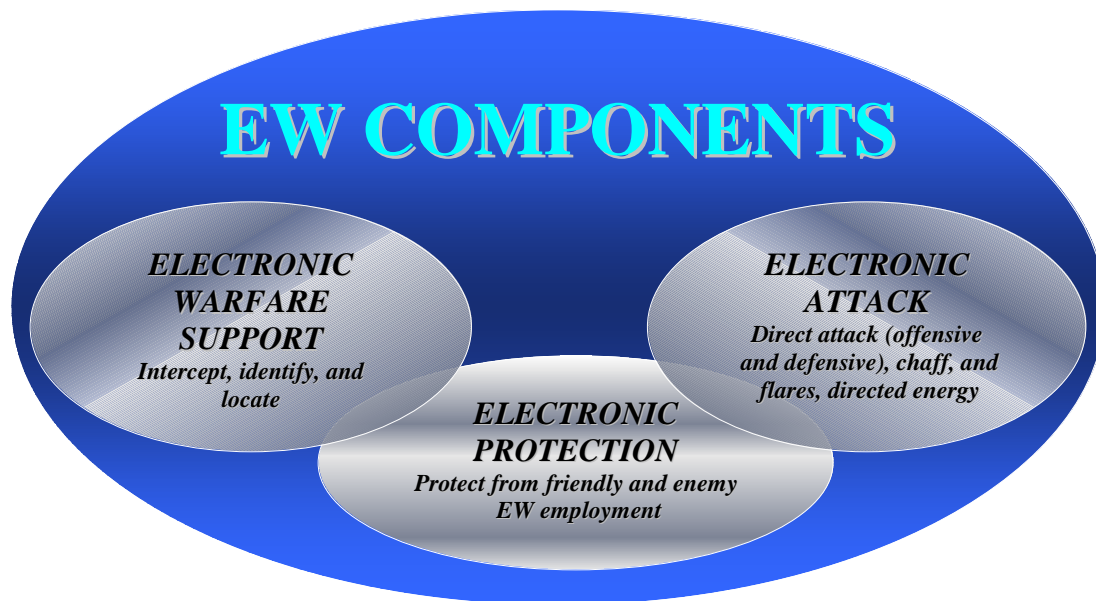 EW COMPONENTS
ELECTRONIC
WARFARE
SUPPORT
Intercept, identify, and
locate
ELECTRONIC
ATTACK
Direct attack (offensive
and defensive), chaff, and
flares, directed energy
ELECTRONIC
PROTECTION
Protect from friendly and enemy
EW employment